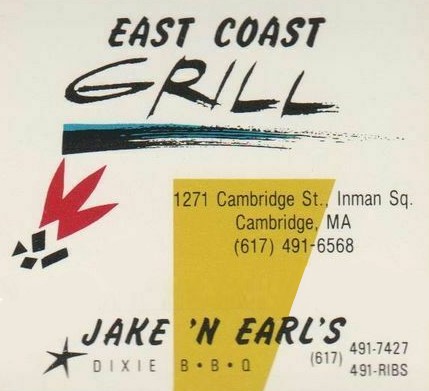 EAST COAST
GRILL
1271 Cambridge St., Inman Sq.
Cambridge, MA
(617) 491-6568
JAKE 'N EARL'S
DIXIE B•B•Q
(617) 491-7427
491-RIBS